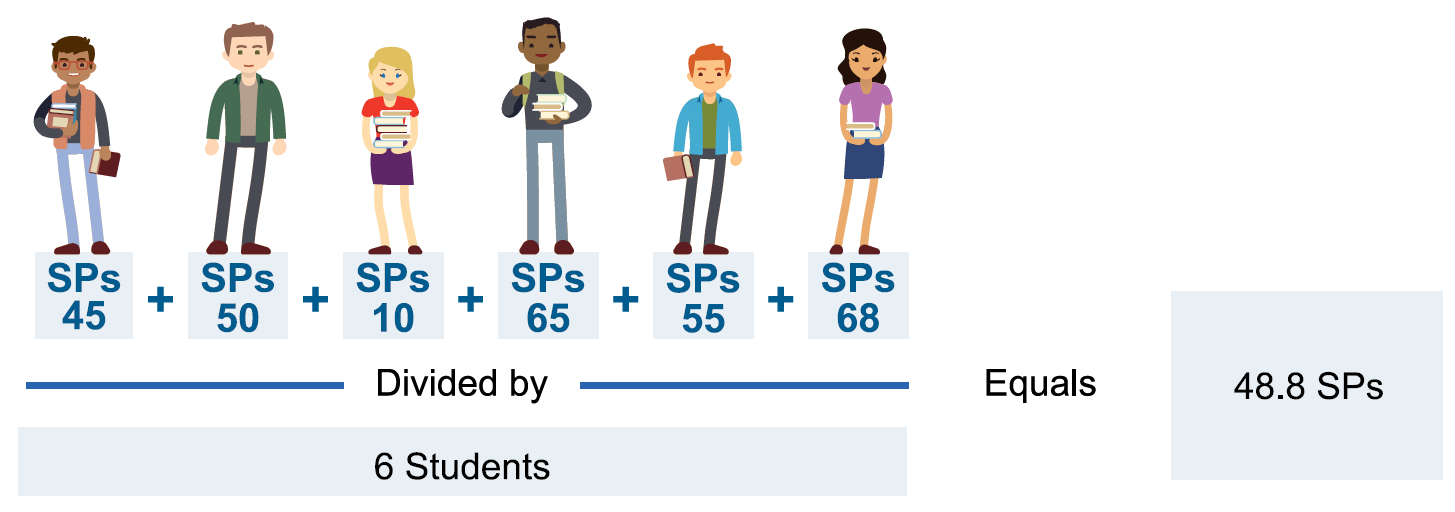 SPs + SPs + SPs + SPs + SPs + SPs
45 50 10 65 55 68
Divided by Equals 48.8 SPs
6 Students